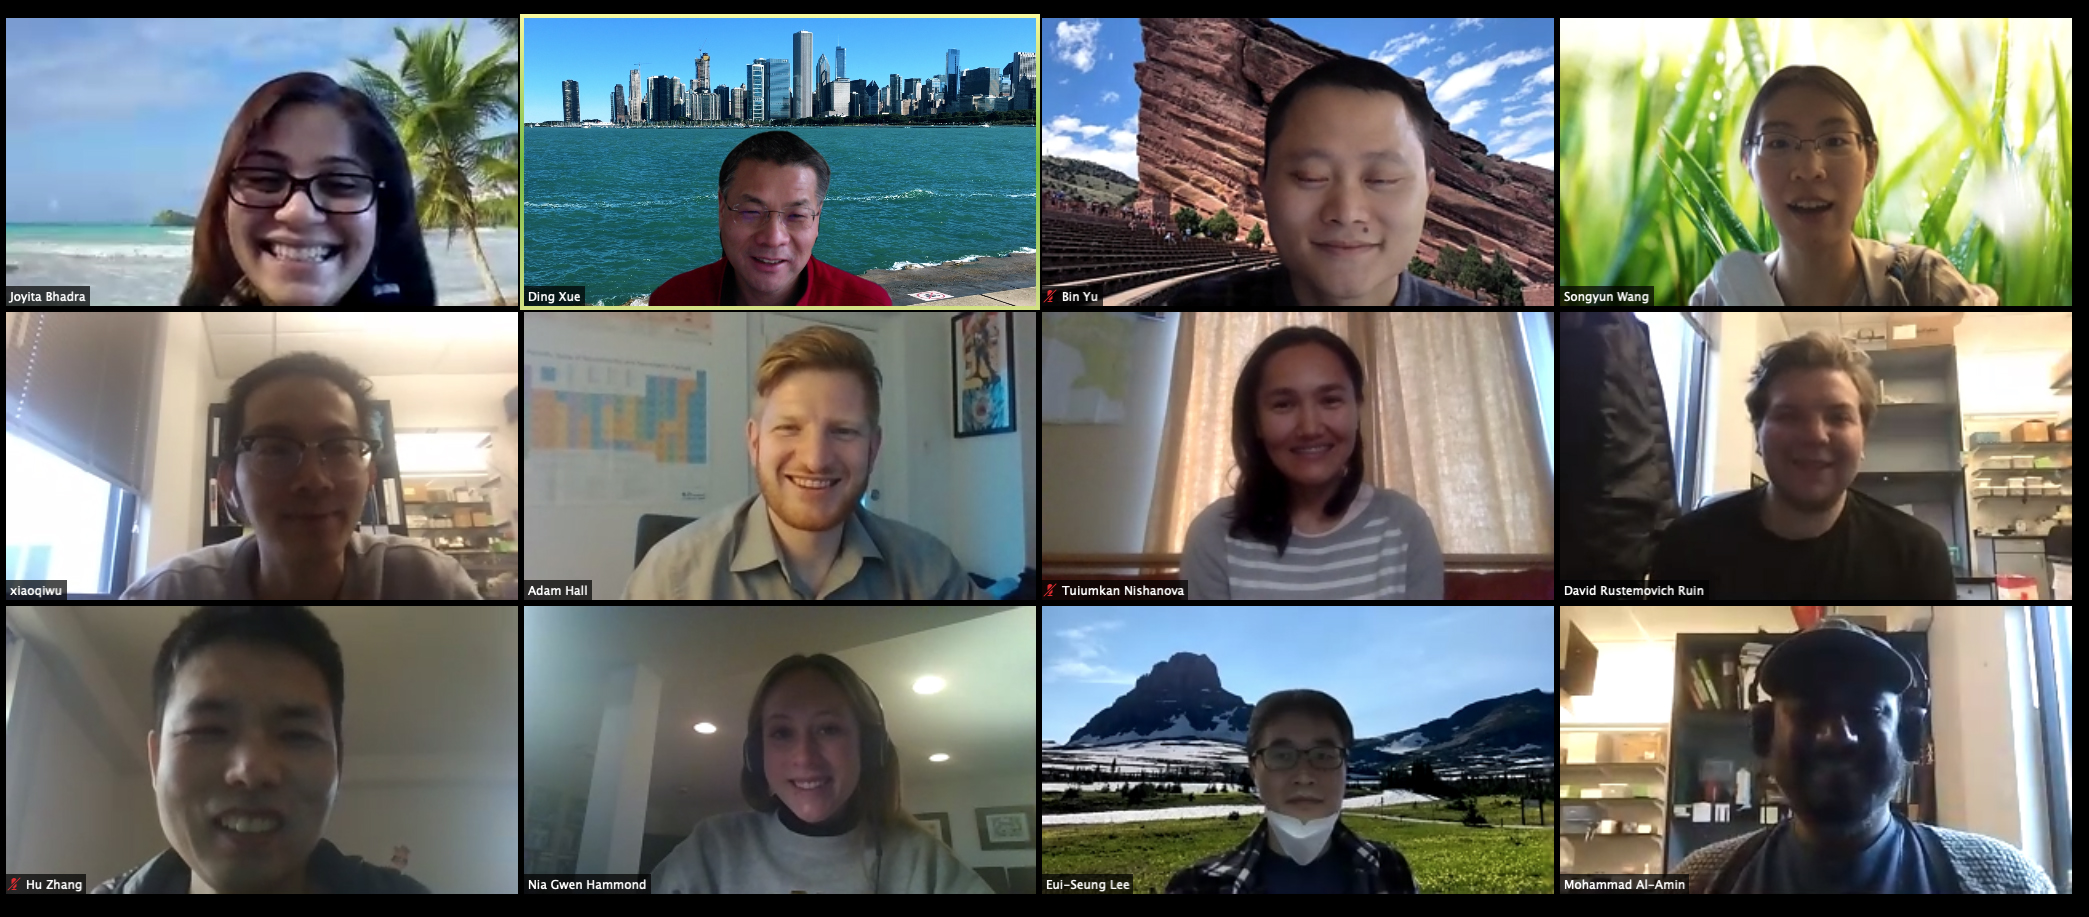 Joyita Bhadra
Ding Xue
Bin Yu
Songyun Wang
xiaoqiwu
Adam Hall
Tuiumkan Nishanova
David Rustemovich Ruin
Hu Zhang
Nia Gwen Hammond
Eui-Seung Lee
Mohammad Al-Amin